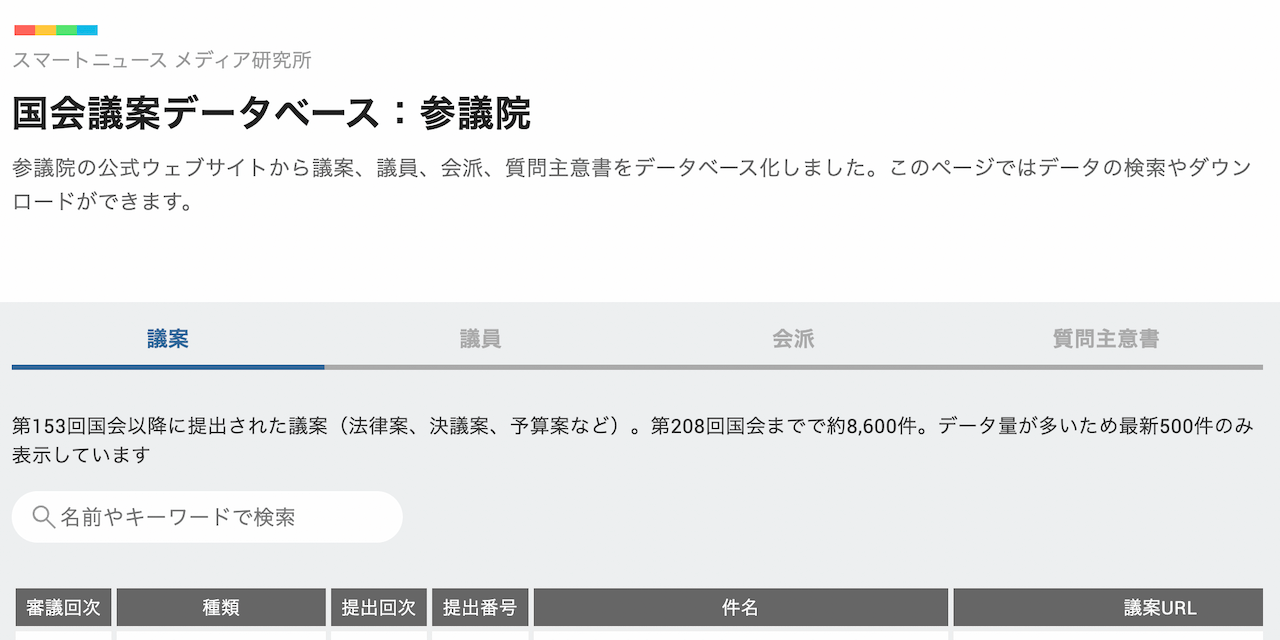 スマートニュース メディア研究所
国会議案データベース：参議院
参議院の公式ウェブサイトから議案、議員、会派、質問主意書をデータベース化しました。このページではデータの検索やダウン
ロードができます。
議案 議員 会派 質問主意書
第153回国会以降に提出された議案（法律案、決議案、予算案など）。第208回国会までで約8,600件。データ量が多いため最新500件のみ
表示しています
名前やキーワードで検索
審議回次 種類 提出回次 提出番号 件名 議案URL